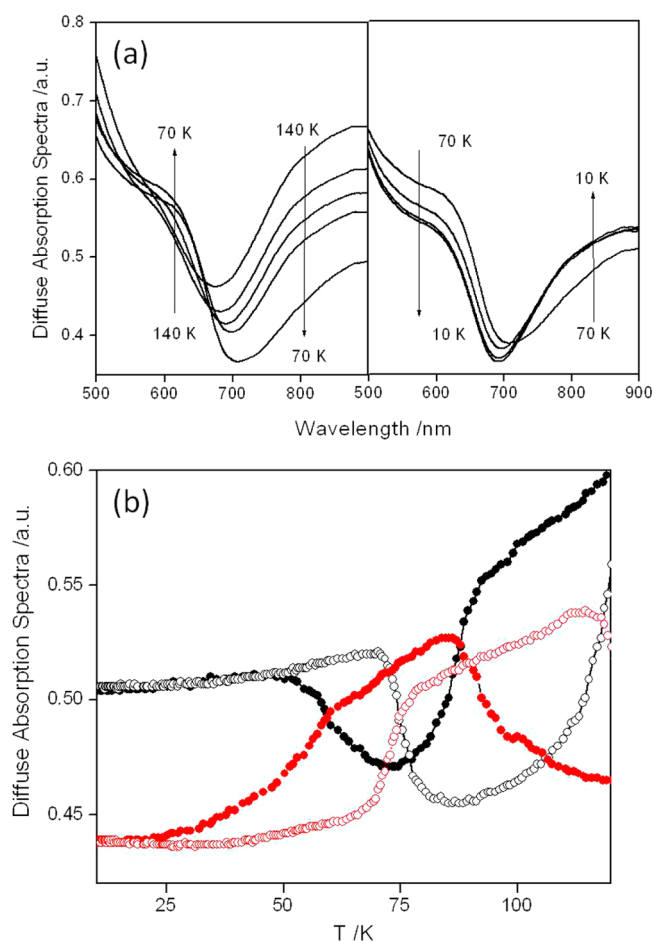 (a)
Diffuse Absorption Spectra /a.u.
0.8
0.7
0.6
0.5
0.4
70 K
140 K
140 K
70 K
70 K
10 K
10 K
70 K
500
600
700
800
500
600
700
800
900
Wavelength /nm
(b)
Diffuse Absorption Spectra /a.u.
0.60
0.55
0.50
0.45
25
50
75
100
T /K